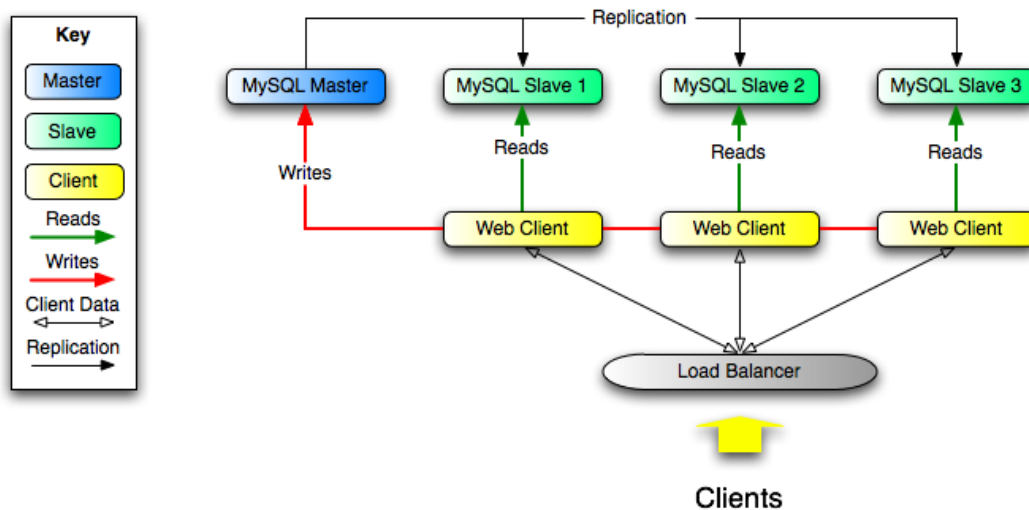 Key
Master
Slave
Client
Reads
Writes
Client Data
Replication
Replication
MySQL Master
MySQL Slave 1
MySQL Slave 2
MySQL Slave 3
Writes
Reads
Reads
Reads
Web Client
Web Client
Web Client
Load Balancer
Clients